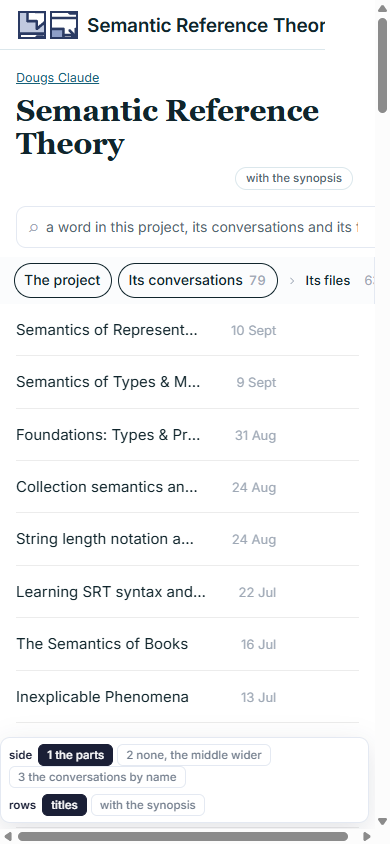 Semantic Reference Theor
Dougs Claude
Semantic Reference
Theory
with the synopsis
a word in this project, its conversations and its f
The project
Its conversations 79 › Its files 6
Semantics of Represent... 10 Sept
Semantics of Types & M... 9 Sept
Foundations: Types & Pr... 31 Aug
Collection semantics an... 24 Aug
String length notation a... 24 Aug
Learning SRT syntax and... 22 Jul
The Semantics of Books 16 Jul
Inexplicable Phenomena 13 Jul
side 1 the parts 2 none, the middle wider
3 the conversations by name
rows titles with the synopsis